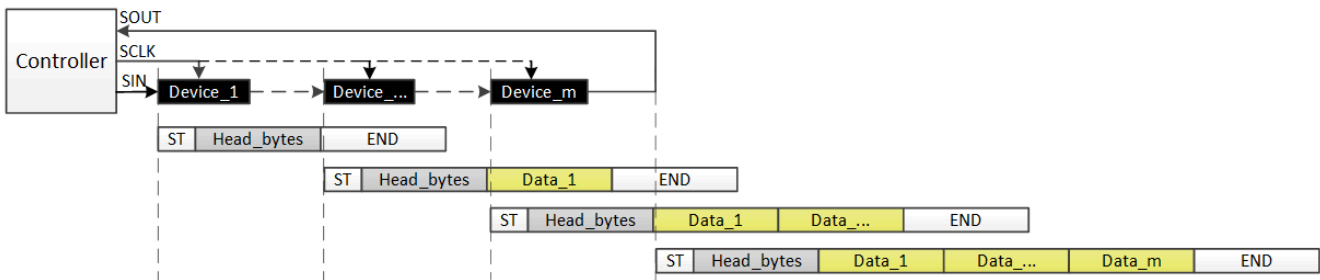 SOUT
SCLK
Controller
SIN
Device_1 Device_... Device_m
ST Head_bytes END
ST Head_bytes Data_1 END
ST Head_bytes Data_1 Data_... END
ST Head_bytes Data_1 Data_... Data_m END